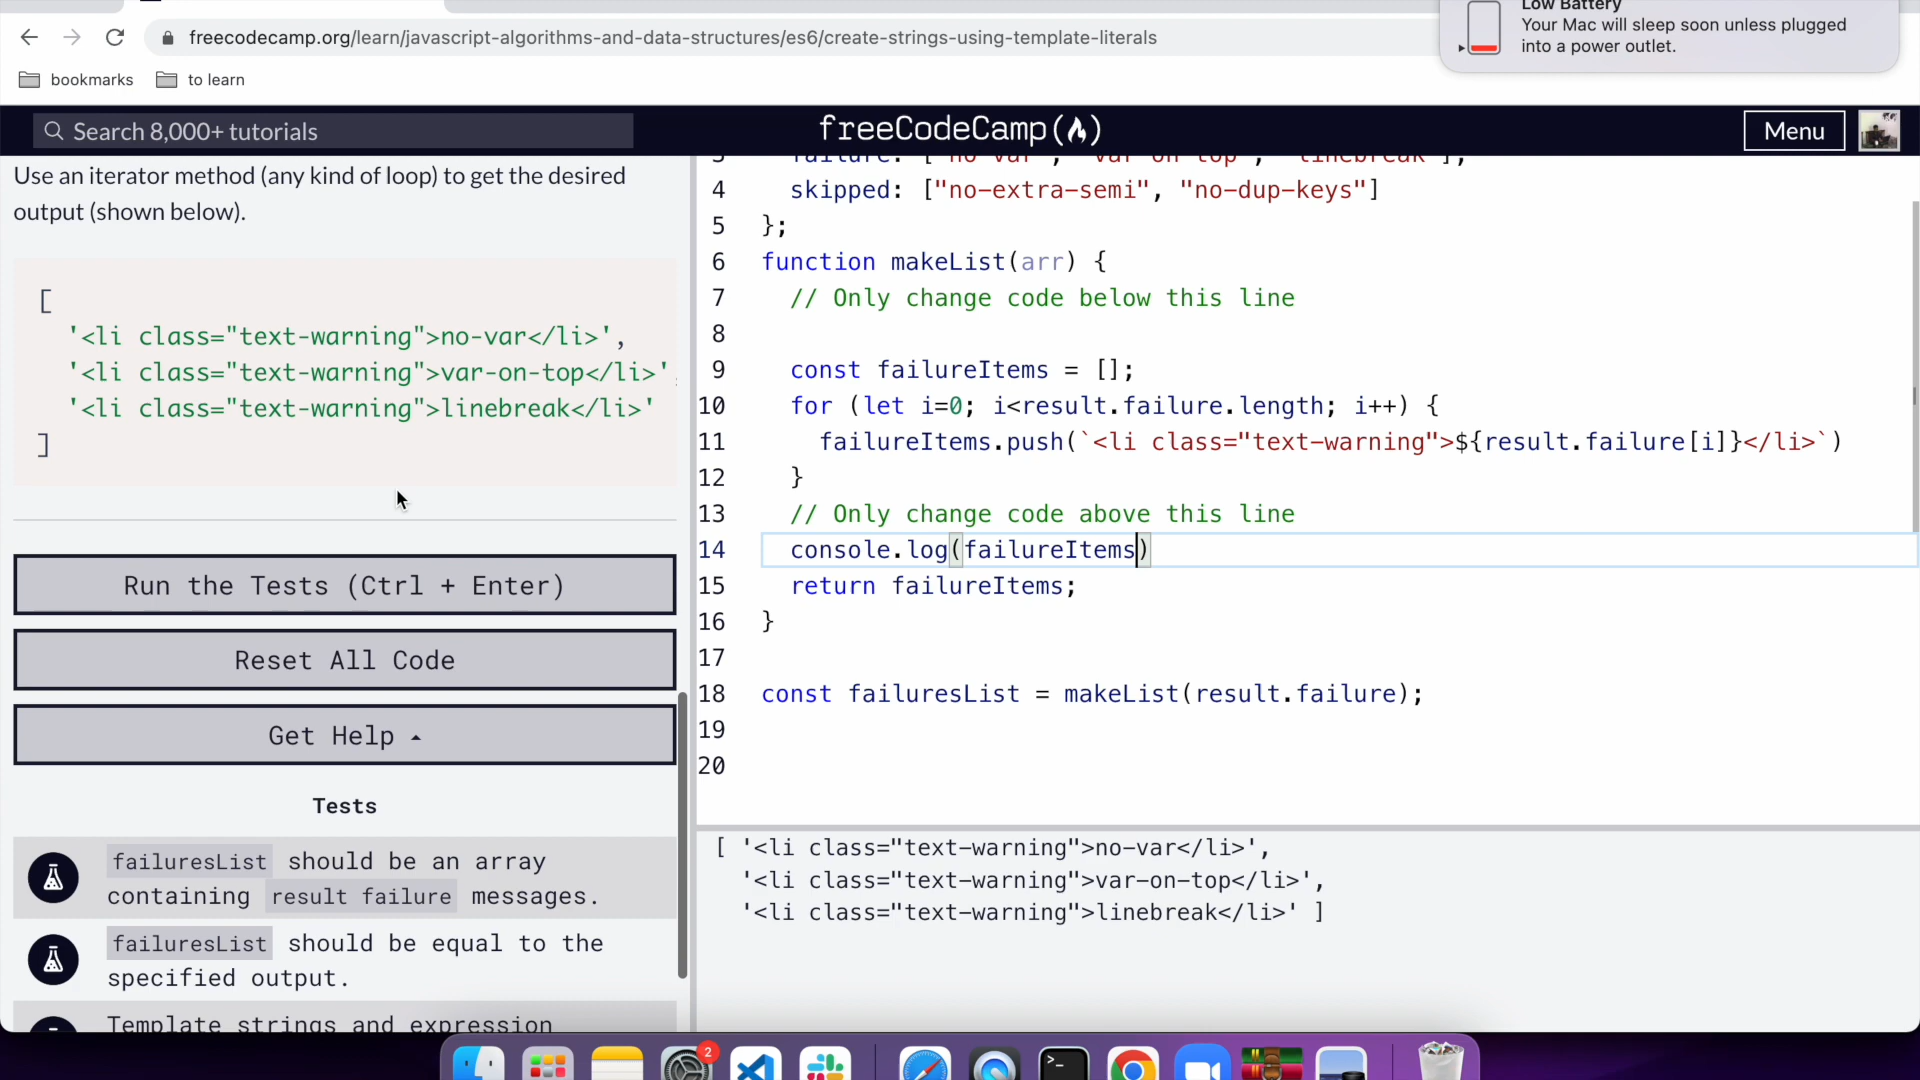 Low Battery
Your Mac will sleep soon unless plugged
into a power outlet.
freecodecamp.org/learn/javascript-algorithms-and-data-structures/es6/create-strings-using-template-literals
bookmarks
to learn
Search 8,000+ tutorials
freeCodeCamp
Menu
Use an iterator method (any kind of loop) to get the desired
output (shown below).
[
'<li class="text-warning">no-var</li>',
'<li class="text-warning">var-on-top</li>'
'<li class="text-warning">linebreak</li>'
]
Run the Tests (Ctrl + Enter)
Reset All Code
Get Help
Tests
failuresList should be an array
containing result failure messages.
failuresList should be equal to the
specified output.
Template strings and expression
3 failure: ["no-var", "var-on-top", "linebreak"],
4 skipped: ["no-extra-semi", "no-dup-keys"]
5 };
6 function makeList(arr) {
7 // Only change code below this line
8
9 const failureItems = [];
10 for (let i=0; i<result.failure.length; i++) {
11 failureItems.push(`<li class="text-warning">${result.failure[i]}</li>`)
12 }
13 // Only change code above this line
14 console.log(failureItems)
15 return failureItems;
16 }
17
18 const failuresList = makeList(result.failure);
19
20
[ '<li class="text-warning">no-var</li>',
'<li class="text-warning">var-on-top</li>',
'<li class="text-warning">linebreak</li>' ]
2